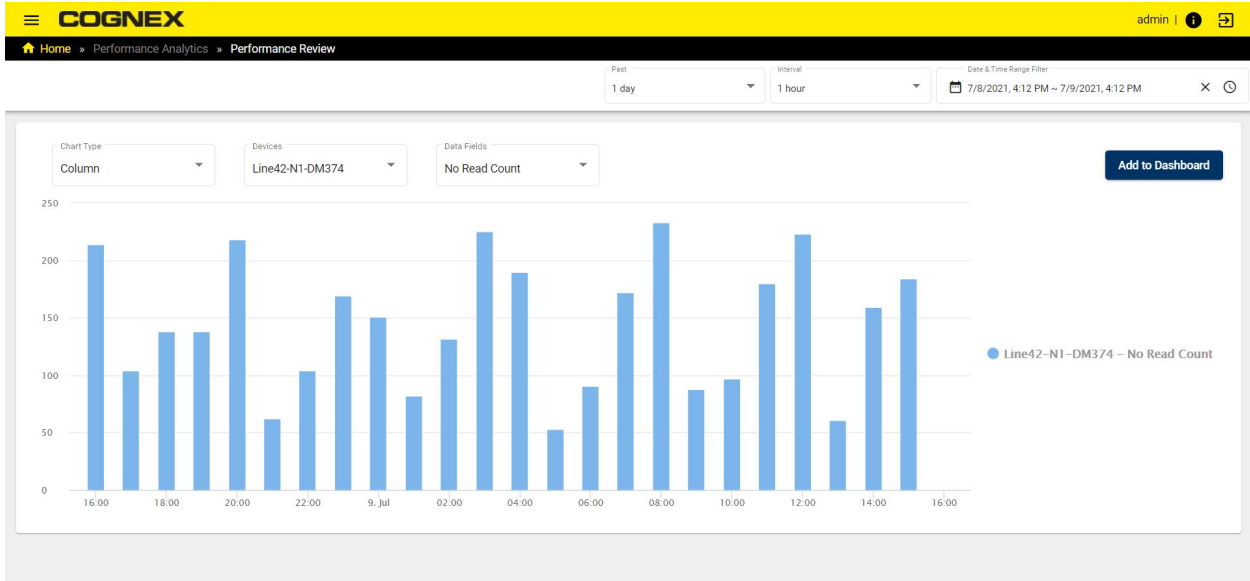 COGNEX
admin |
Home » Performance Analytics » Performance Review
Past
1 day
Interval
1 hour
Date & Time Range Filter
7/8/2021, 4:12 PM ~ 7/9/2021, 4:12 PM
Chart Type
Column
Devices
Line42-N1-DM374
Data Fields
No Read Count
Add to Dashboard
250
200
150
100
50
0
16:00 18:00 20:00 22:00 9. Jul 02:00 04:00 06:00 08:00 10:00 12:00 14:00 16:00
Line42-N1-DM374 - No Read Count